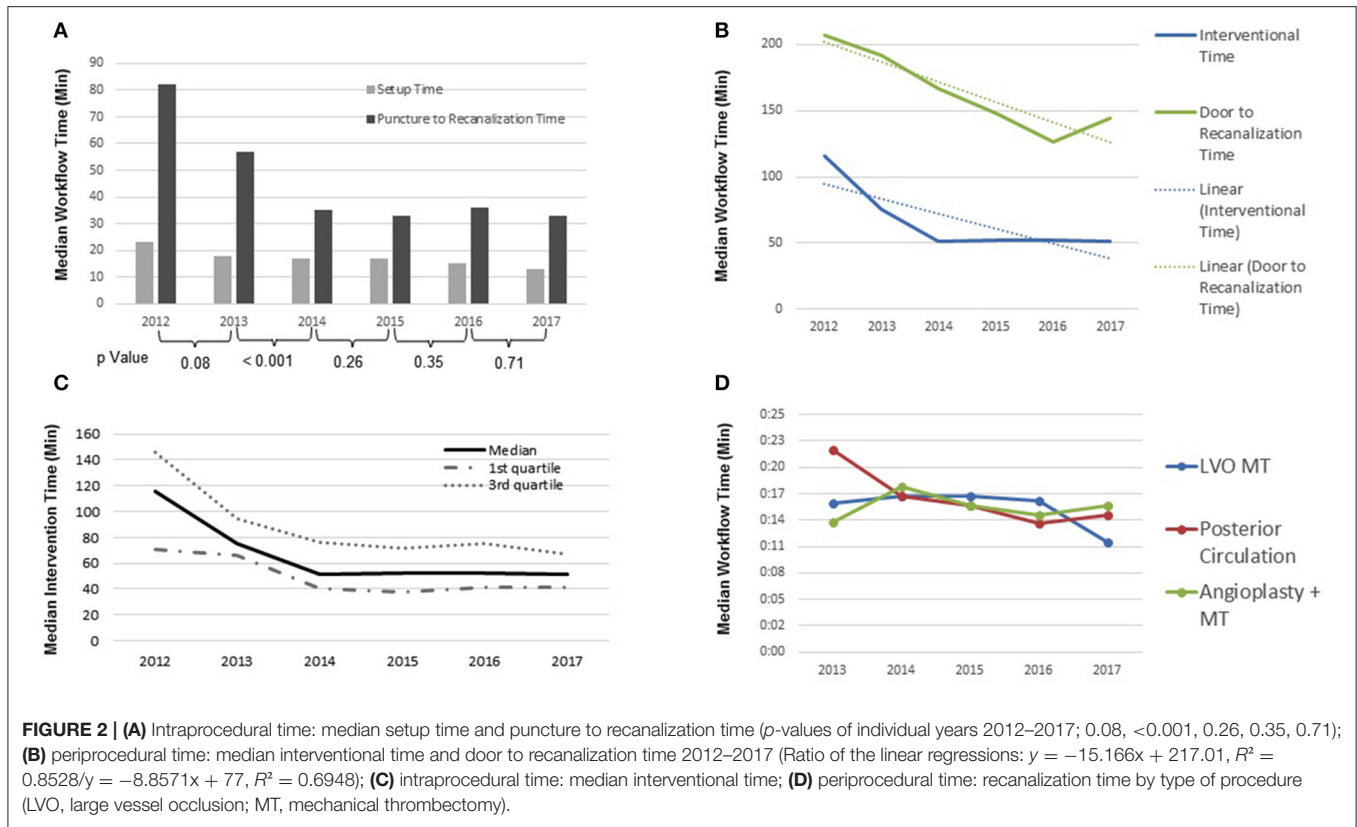 A
Median Workflow Time (Min)
90
80
70
60
50
40
30
20
10
0
Setup Time
Puncture to Recanalization Time
2012 2013 2014 2015 2016 2017
p Value 0.08 < 0.001 0.26 0.35 0.71
B
Median Workflow Time (Min)
200
150
100
50
0
2012 2013 2014 2015 2016 2017
Interventional
Time
Door to
Recanalization
Time
Linear
(Interventional
Time)
Linear (Door to
Recanalization
Time)
C
Median Intervention Time (Min)
160
140
120
100
80
60
40
20
0
Median
1st quartile
3rd quartile
2012 2013 2014 2015 2016 2017
D
Median Workflow Time (Min)
0:25
0:23
0:20
0:17
0:14
0:11
0:08
0:05
0:02
0:00
2013 2014 2015 2016 2017
LVO MT
Posterior
Circulation
Angioplasty +
MT
FIGURE 2 | (A) Intraprocedural time: median setup time and puncture to recanalization time (p-values of individual years 2012–2017; 0.08, <0.001, 0.26, 0.35, 0.71);
(B) periprocedural time: median interventional time and door to recanalization time 2012–2017 (Ratio of the linear regressions: y = −15.166x + 217.01, R² =
0.8528/y = −8.8571x + 77, R² = 0.6948); (C) intraprocedural time: median interventional time; (D) periprocedural time: recanalization time by type of procedure
(LVO, large vessel occlusion; MT, mechanical thrombectomy).